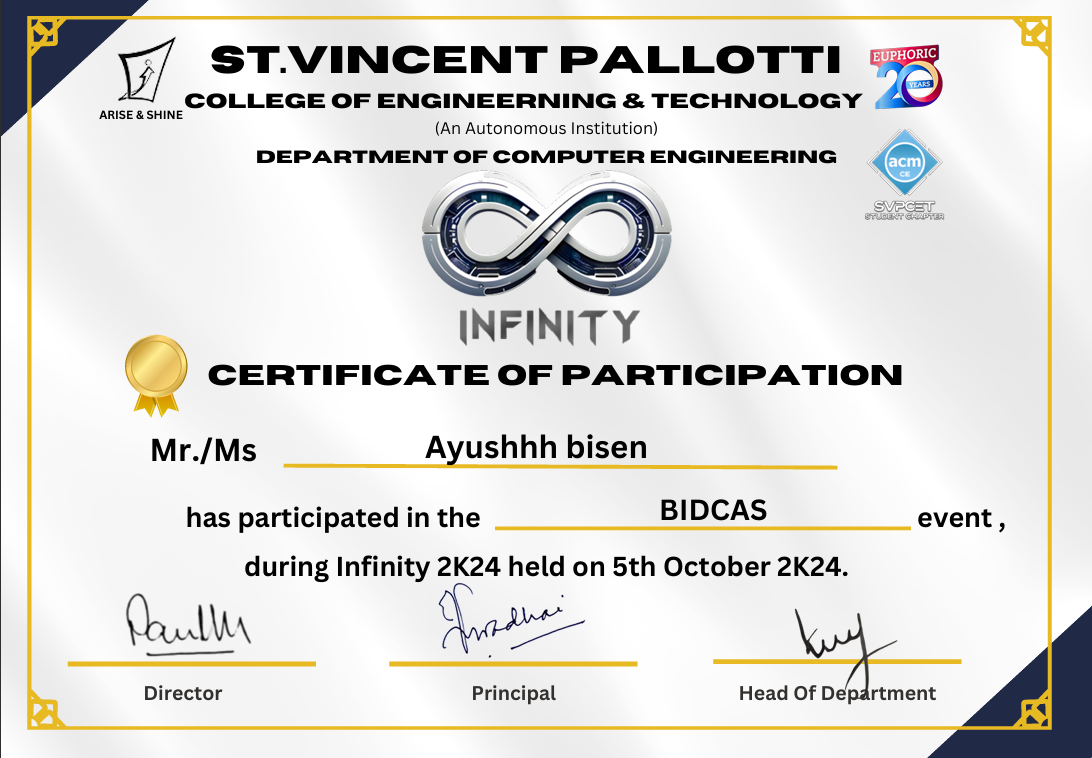 ST.VINCENT PALLOTTI
COLLEGE OF ENGINEERNING & TECHNOLOGY
ARISE & SHINE
EUPHORIC
20
YEARS
(An Autonomous Institution)
DEPARTMENT OF COMPUTER ENGINEERING
acm
CE
SVPCET
STUDENT CHAPTER
INFINITY
CERTIFICATE OF PARTICIPATION
Mr./Ms Ayushhh bisen
has participated in the BIDCAS event ,
during Infinity 2K24 held on 5th October 2K24.
Director Principal Head Of Department